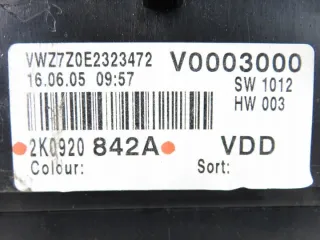 VWZ7Z0E2323472 V0003000
16.06.05 09:57 SW 1012
HW 003
2K0920 842A VDD
Colour: Sort: